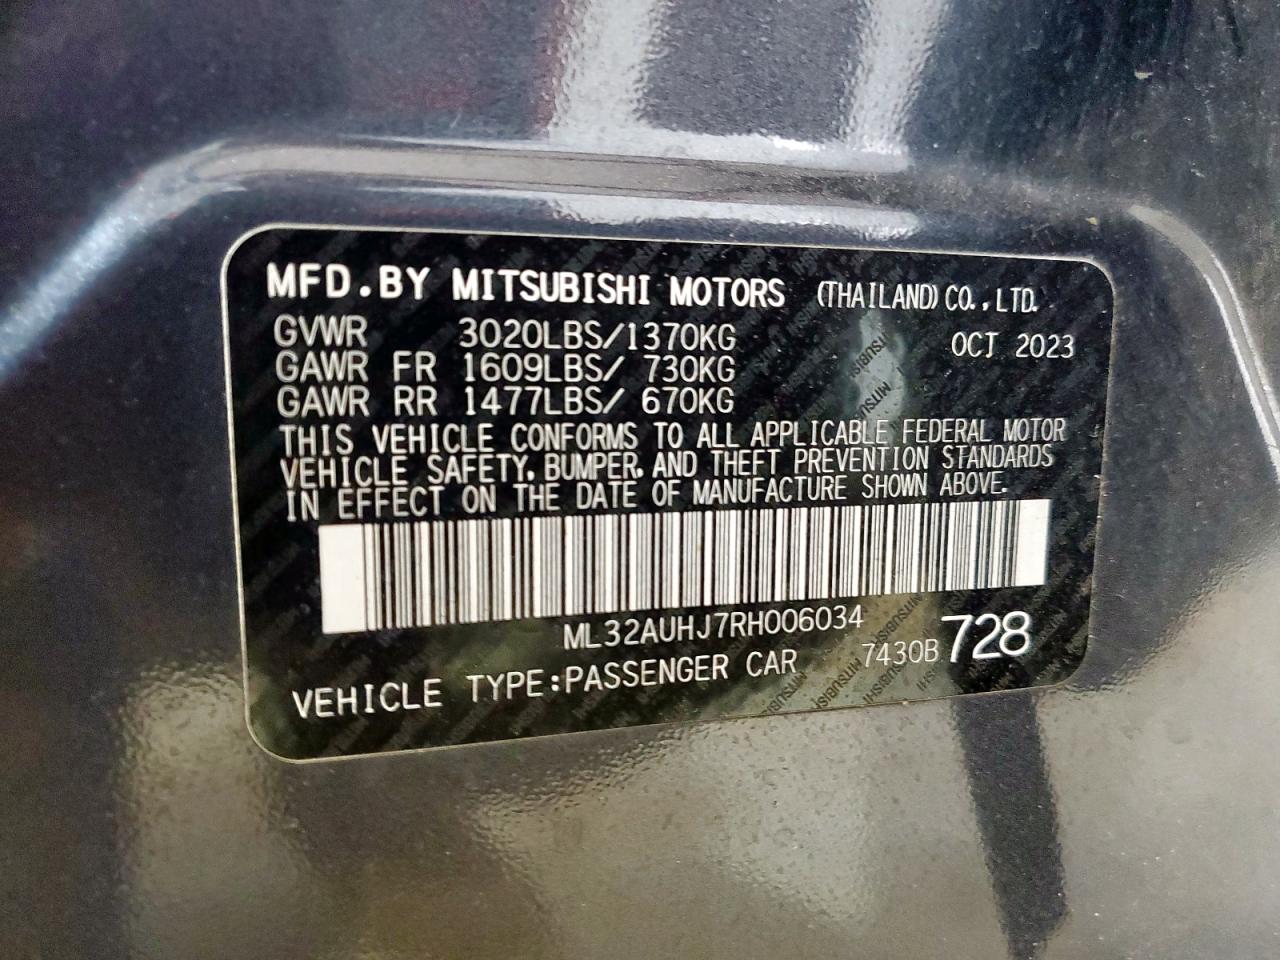 MFD.BY MITSUBISHI MOTORS (THAILAND) CO.,LTD.
GVWR 3020LBS/1370KG OCT 2023
GAWR FR 1609LBS/ 730KG
GAWR RR 1477LBS/ 670KG
THIS VEHICLE CONFORMS TO ALL APPLICABLE FEDERAL MOTOR
VEHICLE SAFETY, BUMPER, AND THEFT PREVENTION STANDARDS
IN EFFECT ON THE DATE OF MANUFACTURE SHOWN ABOVE.
ML32AUHJ7RH006034
VEHICLE TYPE:PASSENGER CAR 7430B 728